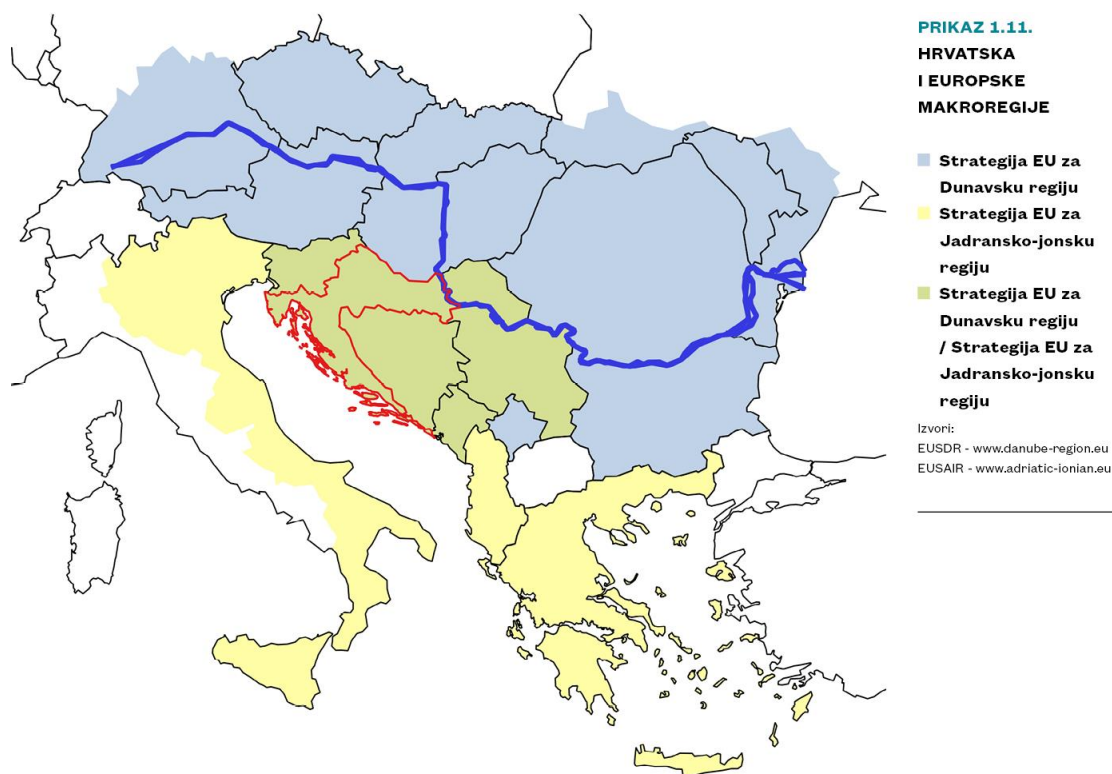 PRIKAZ 1.11.
HRVATSKA
I EUROPSKE
MAKROREGIJE
Strategija EU za
Dunavsku regiju
Strategija EU za
Jadransko-jonsku
regiju
Strategija EU za
Dunavsku regiju
/ Strategija EU za
Jadransko-jonsku
regiju
Izvori:
EUSDR - www.danube-region.eu
EUSAIR - www.adriatic-ionian.eu